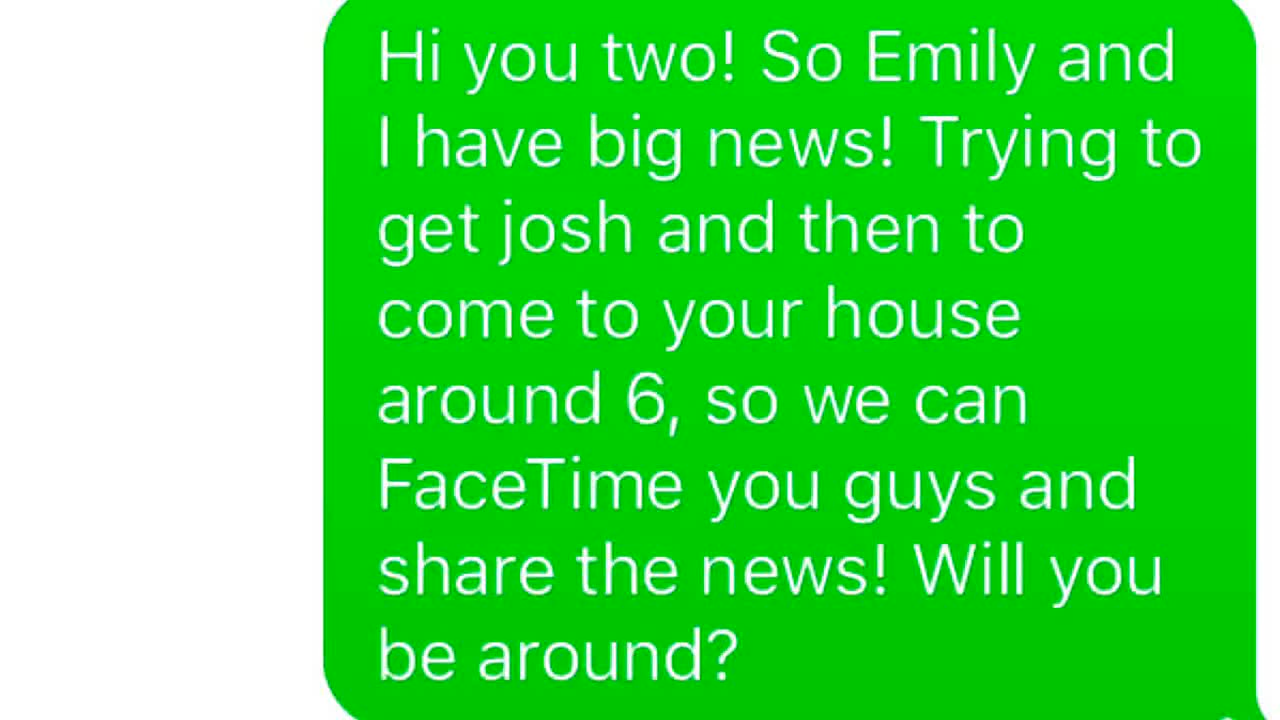 Hi you two! So Emily and
I have big news! Trying to
get josh and then to
come to your house
around 6, so we can
FaceTime you guys and
share the news! Will you
be around?